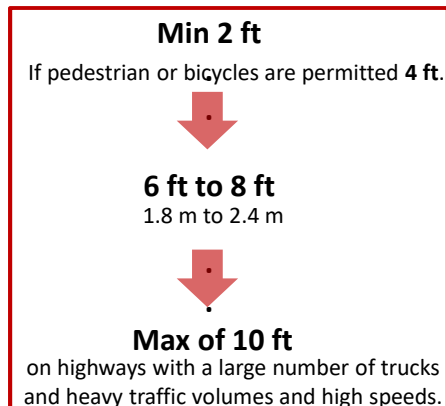 Min 2 ft
If pedestrian or bicycles are permitted 4 ft.
6 ft to 8 ft
1.8 m to 2.4 m
Max of 10 ft
on highways with a large number of trucks
and heavy traffic volumes and high speeds.